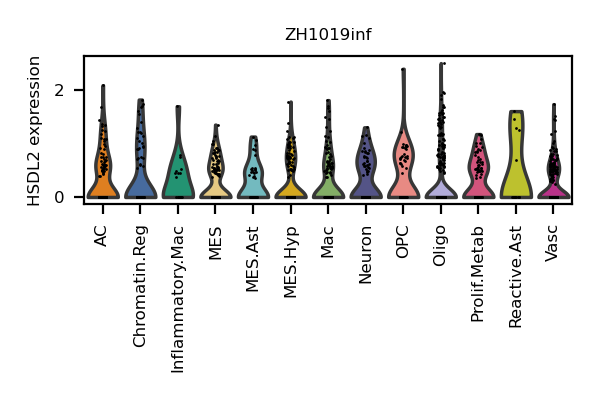 ZH1019inf
HSDL2 expression
2
0
AC
Chromatin.Reg
Inflammatory.Mac
MES
MES.Ast
MES.Hyp
Mac
Neuron
OPC
Oligo
Prolif.Metab
Reactive.Ast
Vasc